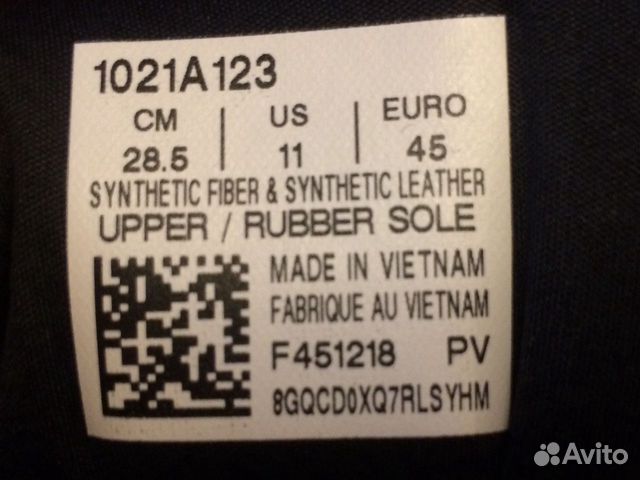 1021A123
CM | US | EURO
28.5 | 11 | 45
SYNTHETIC FIBER & SYNTHETIC LEATHER
UPPER / RUBBER SOLE
MADE IN VIETNAM
FABRIQUE AU VIETNAM
F451218 PV
8GQCD0XQ7RLSYHM
Avito